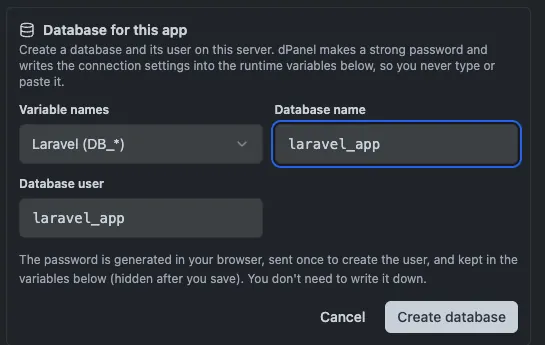 Database for this app
Create a database and its user on this server. dPanel makes a strong password and
writes the connection settings into the runtime variables below, so you never type or
paste it.
Variable names
Database name
Laravel (DB_*)
laravel_app
Database user
laravel_app
The password is generated in your browser, sent once to create the user, and kept in the
variables below (hidden after you save). You don't need to write it down.
Cancel
Create database